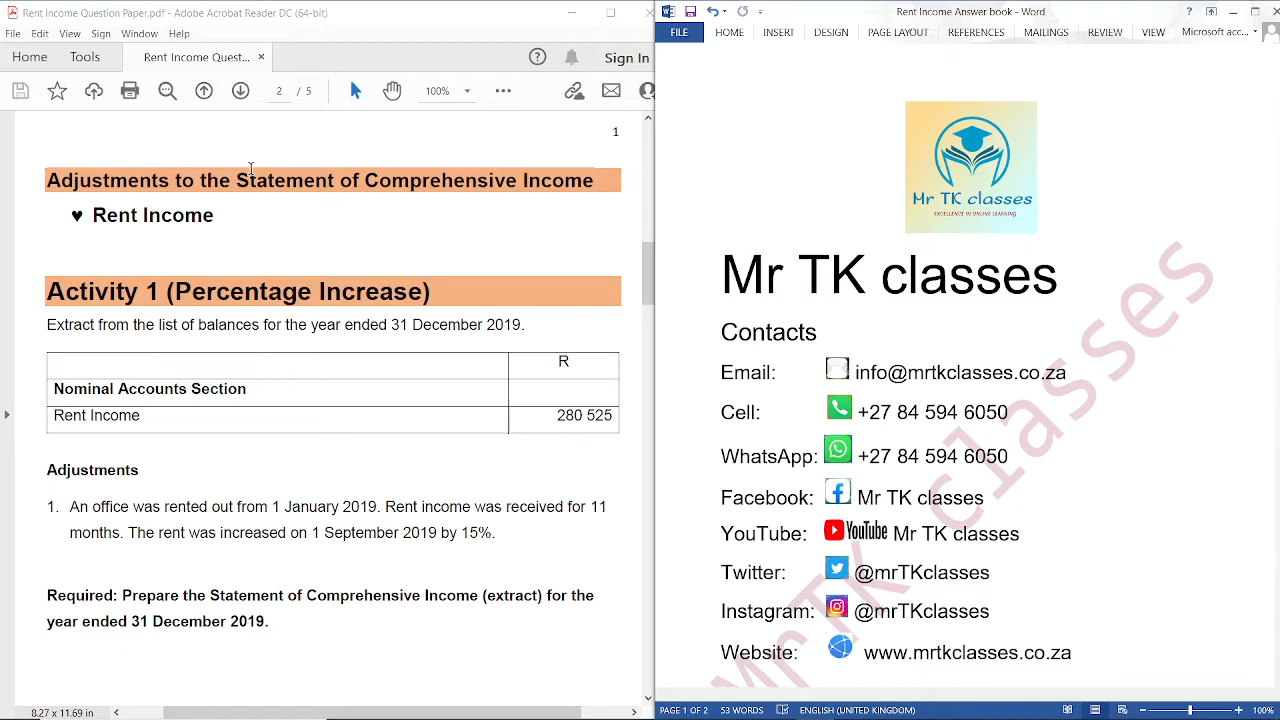 Rent Income Question Paper.pdf - Adobe Acrobat Reader DC (64-bit)
File Edit View Sign Window Help
Home Tools Rent Income Quest... × Sign In
2 / 5 100%
1
Adjustments to the Statement of Comprehensive Income
♥ Rent Income
Activity 1 (Percentage Increase)
Extract from the list of balances for the year ended 31 December 2019.
R
Nominal Accounts Section
Rent Income 280 525
Adjustments
1. An office was rented out from 1 January 2019. Rent income was received for 11
months. The rent was increased on 1 September 2019 by 15%.
Required: Prepare the Statement of Comprehensive Income (extract) for the
year ended 31 December 2019.
Rent Income Answer book - Word
FILE HOME INSERT DESIGN PAGE LAYOUT REFERENCES MAILINGS REVIEW VIEW Microsoft acc...
Mr TK classes
EXCELLENCE IN ONLINE LEARNING
Mr TK classes
Contacts
Email: info@mrtkclasses.co.za
Cell: +27 84 594 6050
WhatsApp: +27 84 594 6050
Facebook: Mr TK classes
YouTube: YouTube Mr TK classes
Twitter: @mrTKclasses
Instagram: @mrTKclasses
Website: www.mrtkclasses.co.za
MrTK classes
PAGE 1 OF 2 53 WORDS ENGLISH (UNITED KINGDOM) 100%